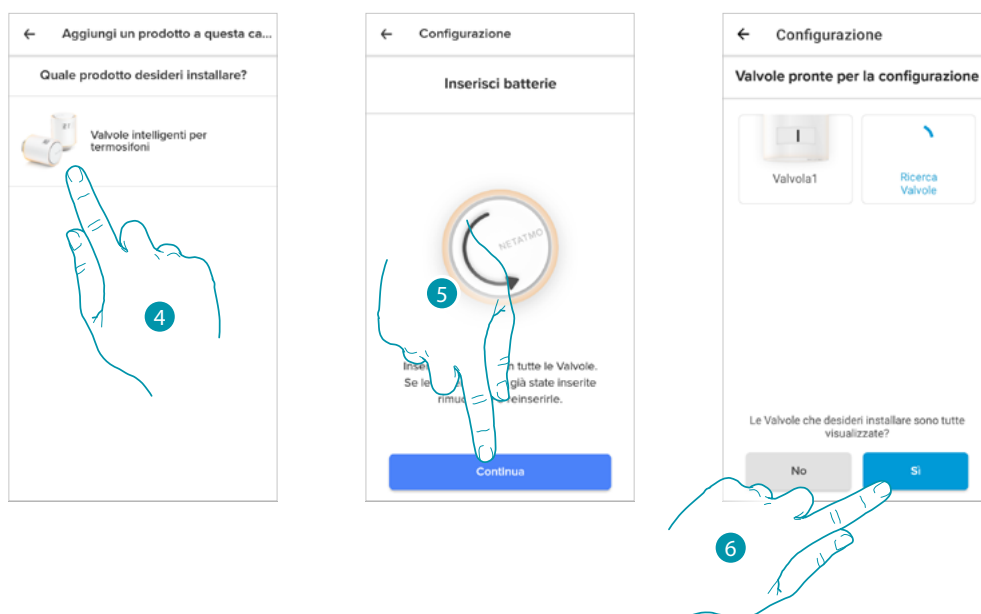 Aggiungi un prodotto a questa ca...
Quale prodotto desideri installare?
Valvole intelligenti per
termosifoni
4
Configurazione
Inserisci batterie
NETATMO
5
tutte le Valvole.
Se le già state inserite
reinserirle.
Continua
Configurazione
Valvole pronte per la configurazione
Valvola1
Ricerca
Valvole
Le Valvole che desideri installare sono tutte
visualizzate?
No
Sì
6